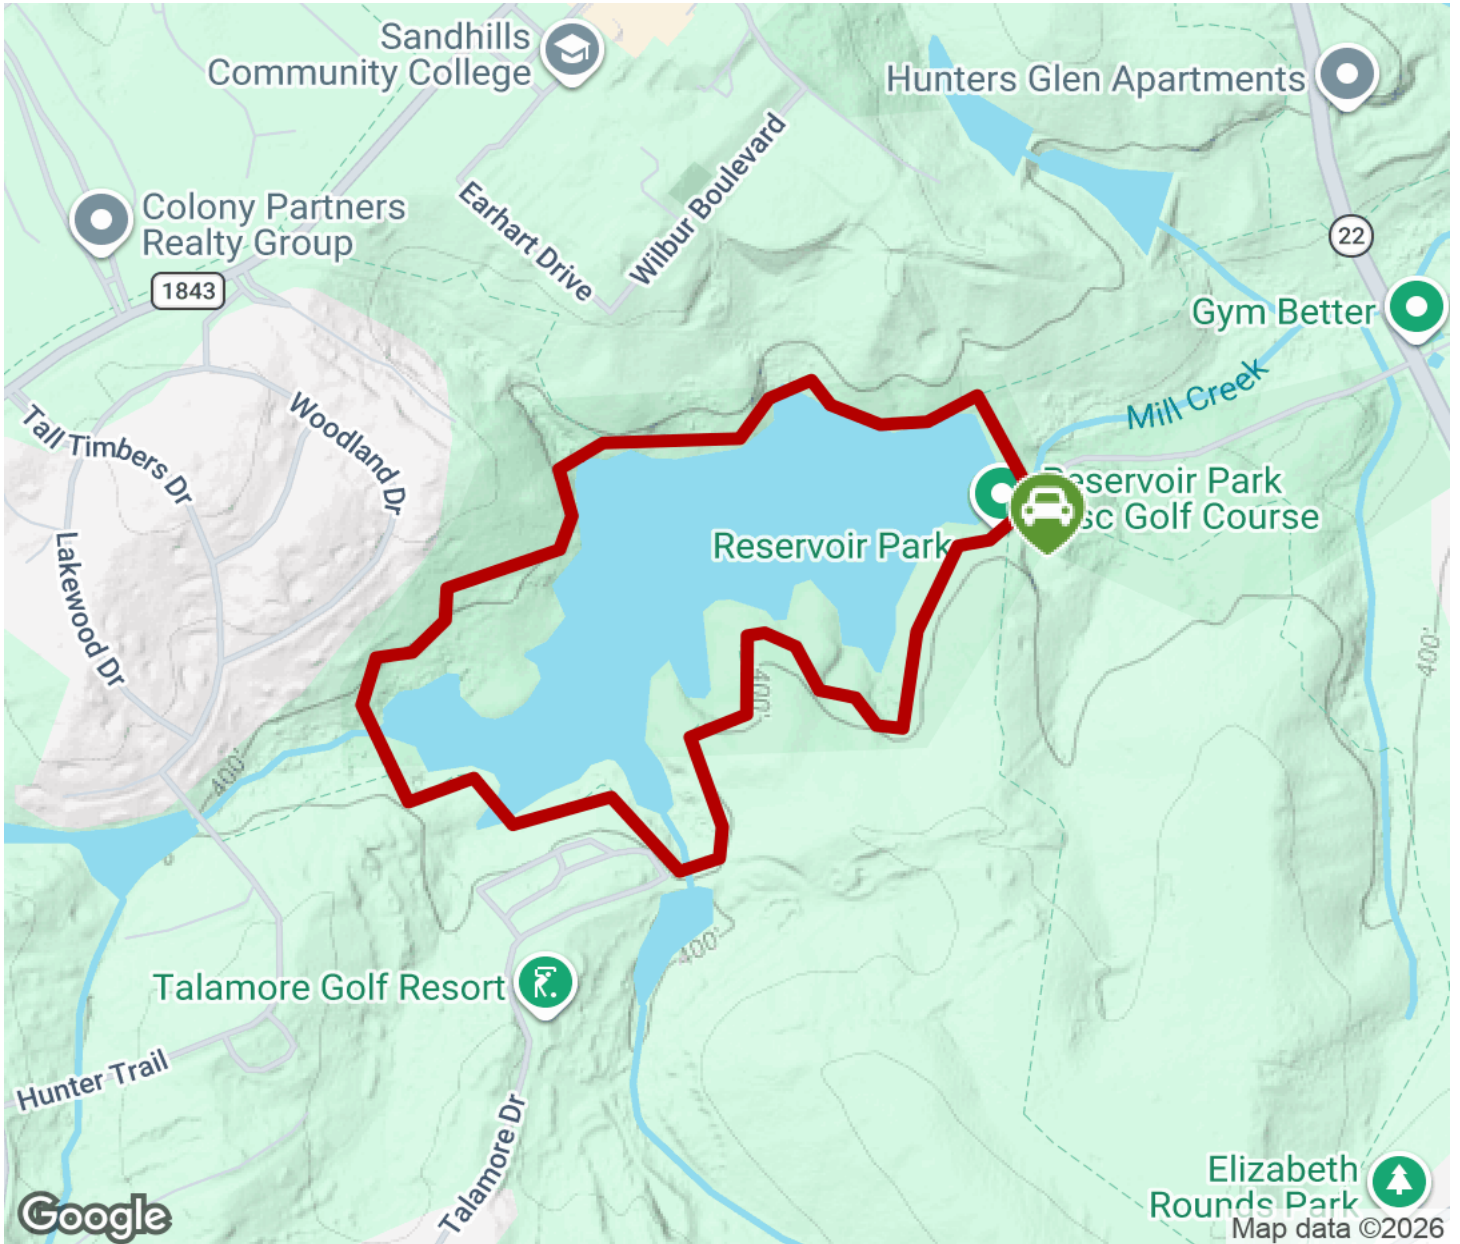 Sandhills
Community College
Hunters Glen Apartments
Wilbur Boulevard
Earhart Drive
Colony Partners
Realty Group
22
1843
Gym Better
Mill Creek
Woodland Dr
Tall Timbers Dr
Reservoir Park
sc Golf Course
Reservoir Park
Lakewood Dr
400'
400'
400'
400'
Talamore Golf Resort
Hunter Trail
Talamore Dr
Elizabeth
Rounds Park
Google
Map data ©2026